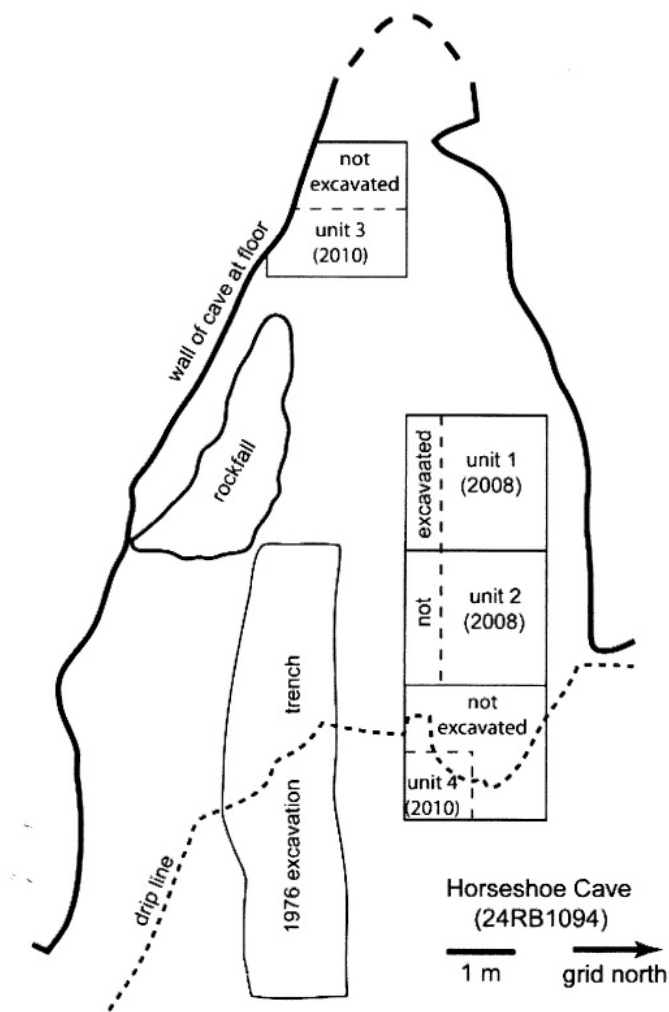 not
excavated
unit 3
(2010)
wall of cave at floor
rockfall
excavaated
unit 1
(2008)
not
unit 2
(2008)
not
excavated
unit 4
(2010)
1976 excavation trench
drip line
Horseshoe Cave
(24RB1094)
1 m
grid north